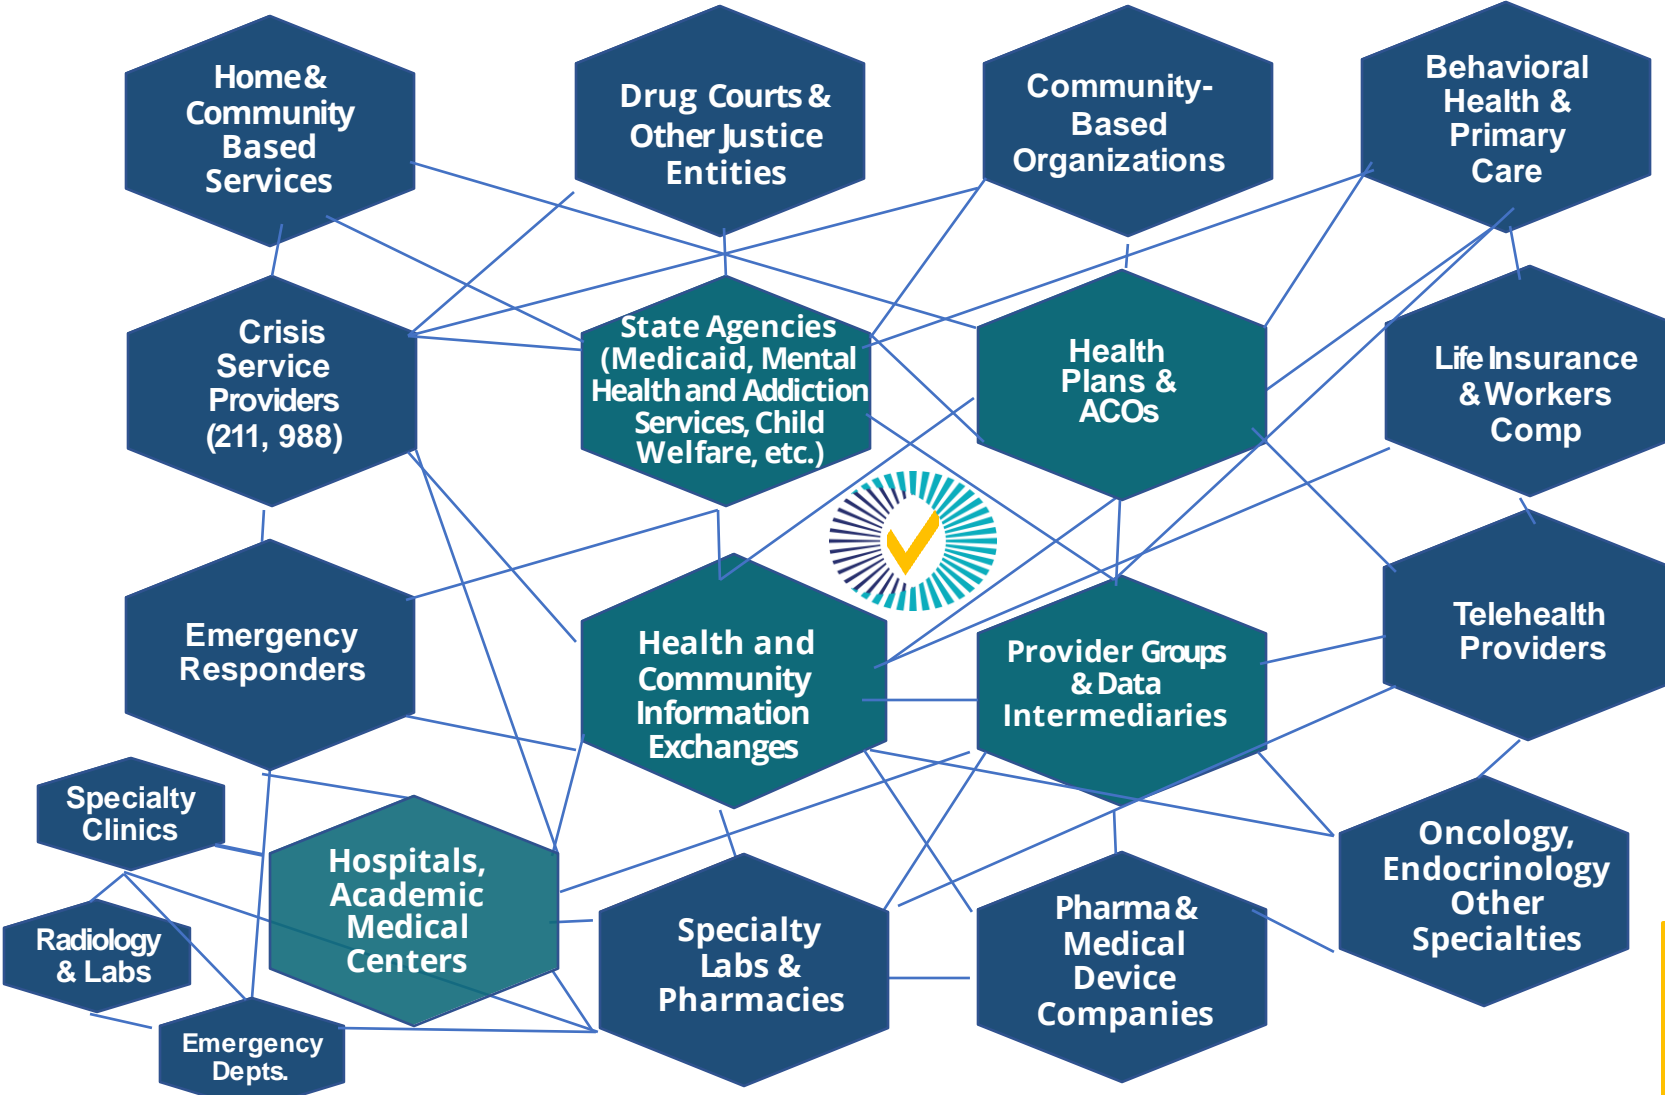 Home &
Community
Based
Services
Drug Courts &
Other Justice
Entities
Community-
Based
Organizations
Behavioral
Health &
Primary
Care
Crisis
Service
Providers
(211, 988)
State Agencies
(Medicaid, Mental
Health and Addiction
Services, Child
Welfare, etc.)
Health
Plans &
ACOs
Life Insurance
& Workers
Comp
Emergency
Responders
Health and
Community
Information
Exchanges
Provider Groups
& Data
Intermediaries
Telehealth
Providers
Specialty
Clinics
Hospitals,
Academic
Medical
Centers
Specialty
Labs &
Pharmacies
Pharma &
Medical
Device
Companies
Oncology,
Endocrinology
Other
Specialties
Radiology
& Labs
Emergency
Depts.